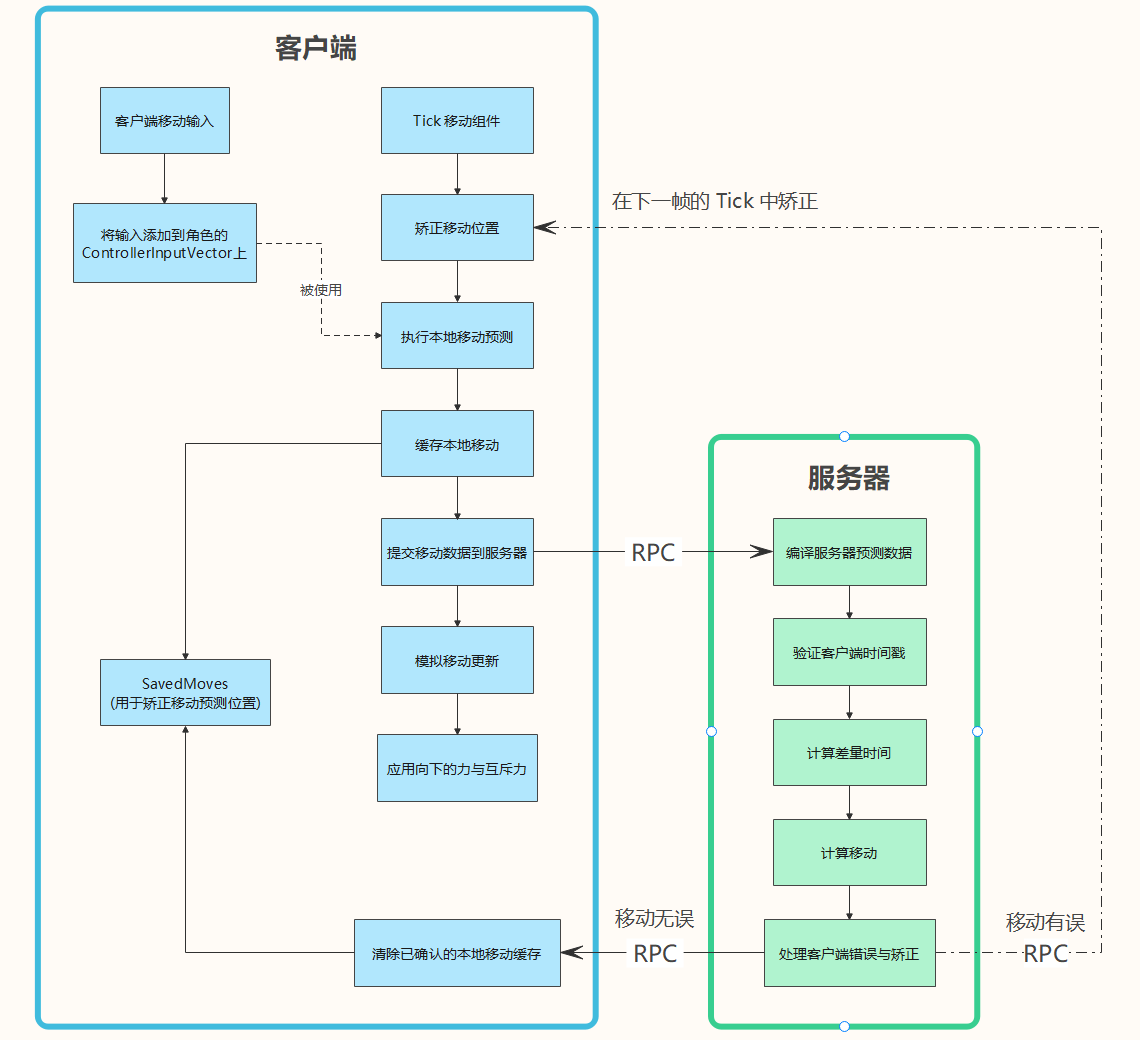 客户端
客户端移动输入
Tick 移动组件
在下一帧的 Tick 中矫正
矫正移动位置
将输入添加到角色的
ControllerInputVector上
被使用
执行本地移动预测
缓存本地移动
服务器
提交移动数据到服务器
RPC
编译服务器预测数据
模拟移动更新
验证客户端时间戳
SavedMoves
(用于矫正移动预测位置)
应用向下的力与互斥力
计算差量时间
计算移动
移动无误
移动有误
清除已确认的本地移动缓存
RPC
处理客户端错误与矫正
RPC